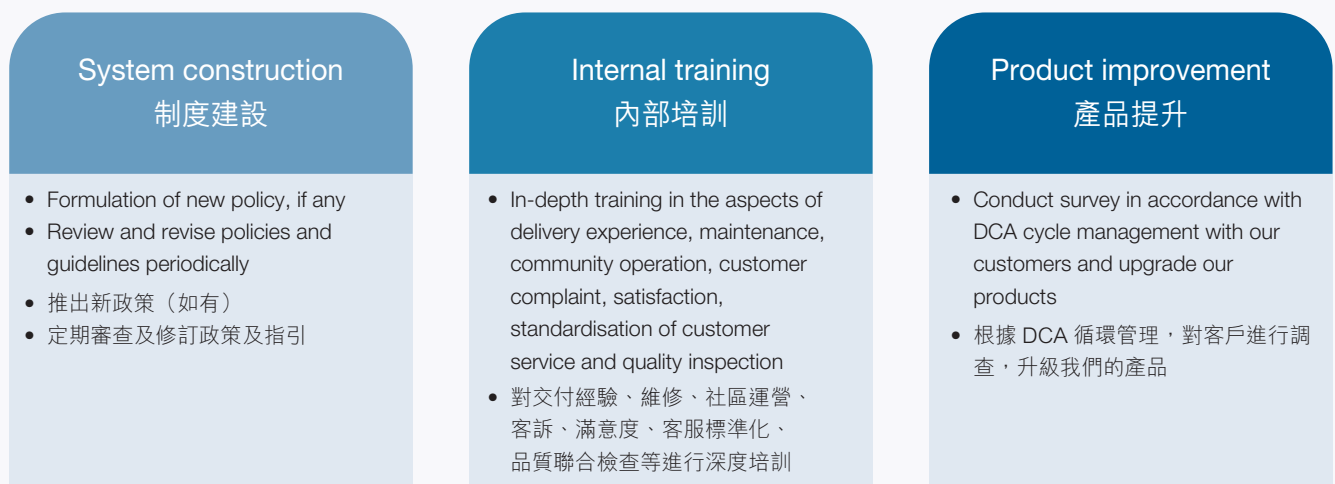 System construction
制度建設
• Formulation of new policy, if any
• Review and revise policies and
guidelines periodically
• 推出新政策（如有）
• 定期審查及修訂政策及指引
Internal training
內部培訓
• In-depth training in the aspects of
delivery experience, maintenance,
community operation, customer
complaint, satisfaction,
standardisation of customer
service and quality inspection
• 對交付經驗、維修、社區運營、
客訴、滿意度、客服標準化、
品質聯合檢查等進行深度培訓
Product improvement
產品提升
• Conduct survey in accordance with
DCA cycle management with our
customers and upgrade our
products
• 根據 DCA 循環管理，對客戶進行調
查，升級我們的產品